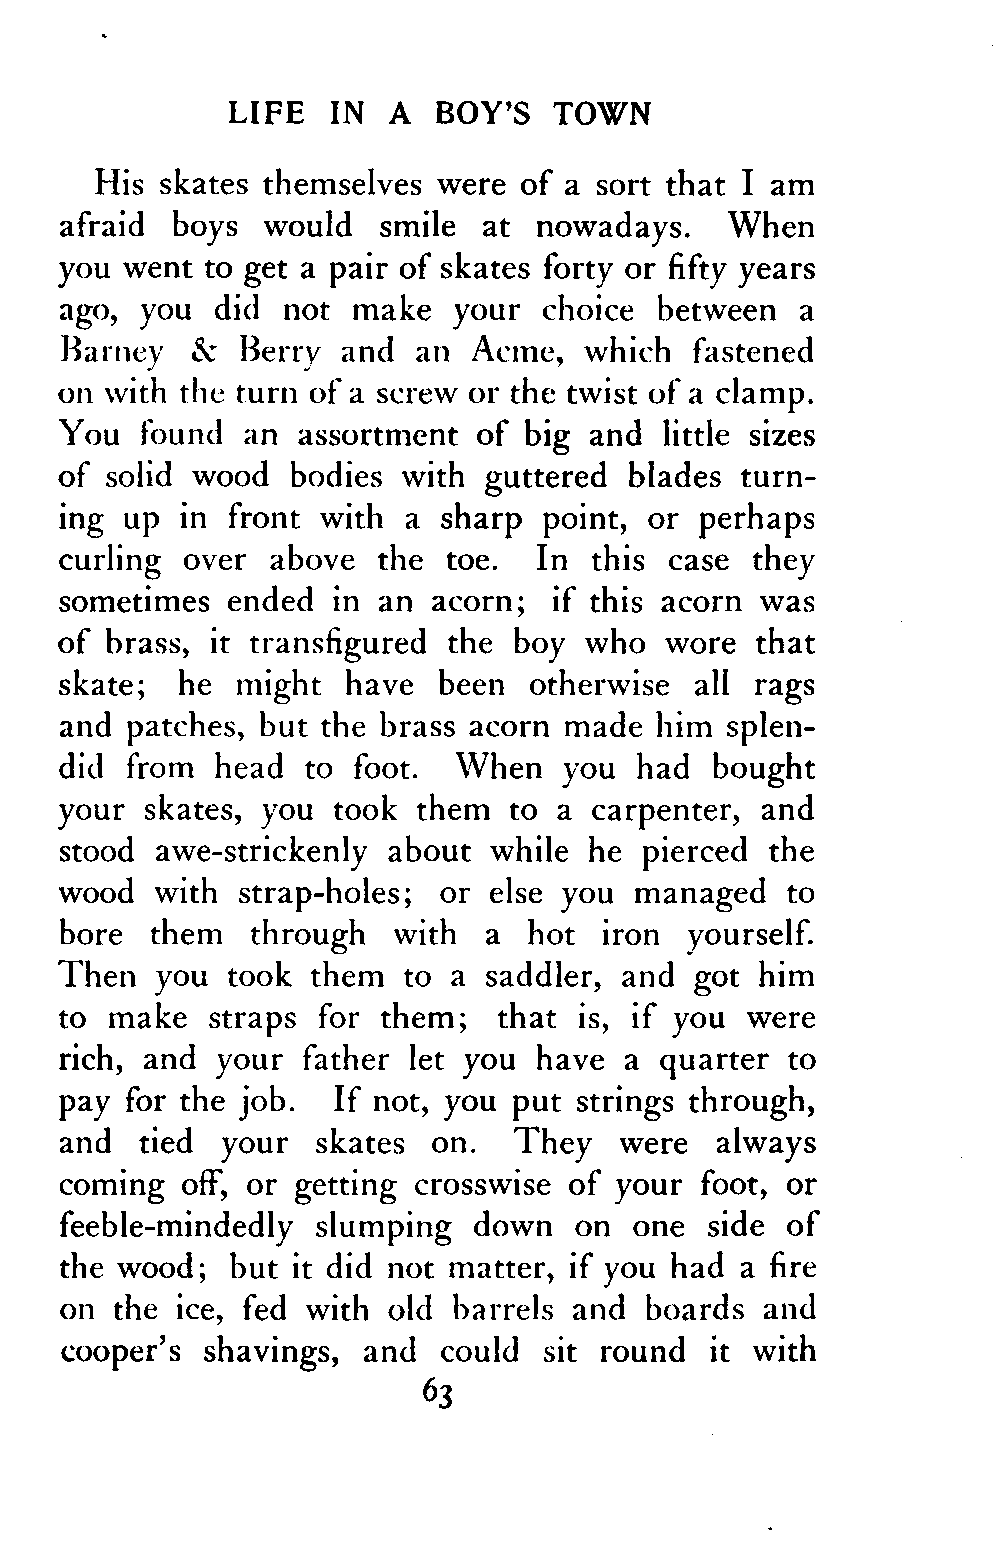 LIFE IN A BOY'S TOWN
His skates themselves were of a sort that I am
afraid boys would smile at nowadays. When
you went to get a pair of skates forty or fifty years
ago, you did not make your choice between a
Barney & Berry and an Acme, which fastened
on with the turn of a screw or the twist of a clamp.
You found an assortment of big and little sizes
of solid wood bodies with guttered blades turn-
ing up in front with a sharp point, or perhaps
curling over above the toe. In this case they
sometimes ended in an acorn; if this acorn was
of brass, it transfigured the boy who wore that
skate; he might have been otherwise all rags
and patches, but the brass acorn made him splen-
did from head to foot. When you had bought
your skates, you took them to a carpenter, and
stood awe-strickenly about while he pierced the
wood with strap-holes; or else you managed to
bore them through with a hot iron yourself.
Then you took them to a saddler, and got him
to make straps for them; that is, if you were
rich, and your father let you have a quarter to
pay for the job. If not, you put strings through,
and tied your skates on. They were always
coming off, or getting crosswise of your foot, or
feeble-mindedly slumping down on one side of
the wood; but it did not matter, if you had a fire
on the ice, fed with old barrels and boards and
cooper's shavings, and could sit round it with
63